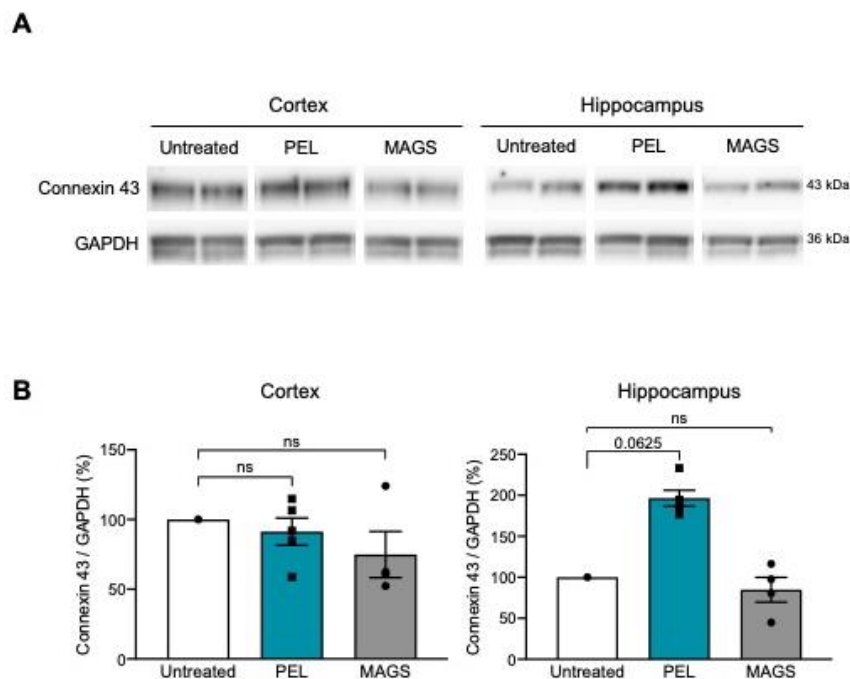 A
Cortex Hippocampus
Untreated PEL MAGS Untreated PEL MAGS
Connexin 43 43 kDa
GAPDH 36 kDa
B
Cortex
Connexin 43 / GAPDH (%)
150
100
50
0
ns
ns
Untreated PEL MAGS
Hippocampus
Connexin 43 / GAPDH (%)
250
200
150
100
50
0
ns
0.0625
Untreated PEL MAGS